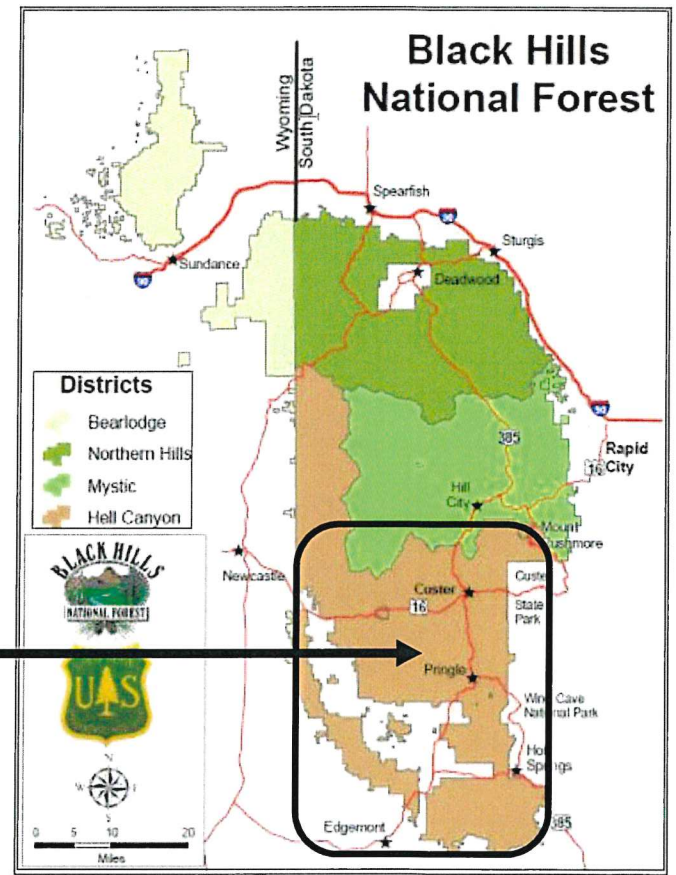 Black Hills
National Forest
Wyoming
South Dakota
Spearfish
90
Sturgis
Sundance
Deadwood
90
Districts
Bearlodge
Northern Hills
Mystic
Hell Canyon
90
385
Rapid
City
16
Hill
City
Mount
Rushmore
BLACK HILLS
NATIONAL FOREST
Newcastle
Custer
16
Custer
State
Park
Pringle
Wind Cave
National Park
Hot
Springs
US
N
W
E
S
0 5 10 20
Miles
Edgemont
385